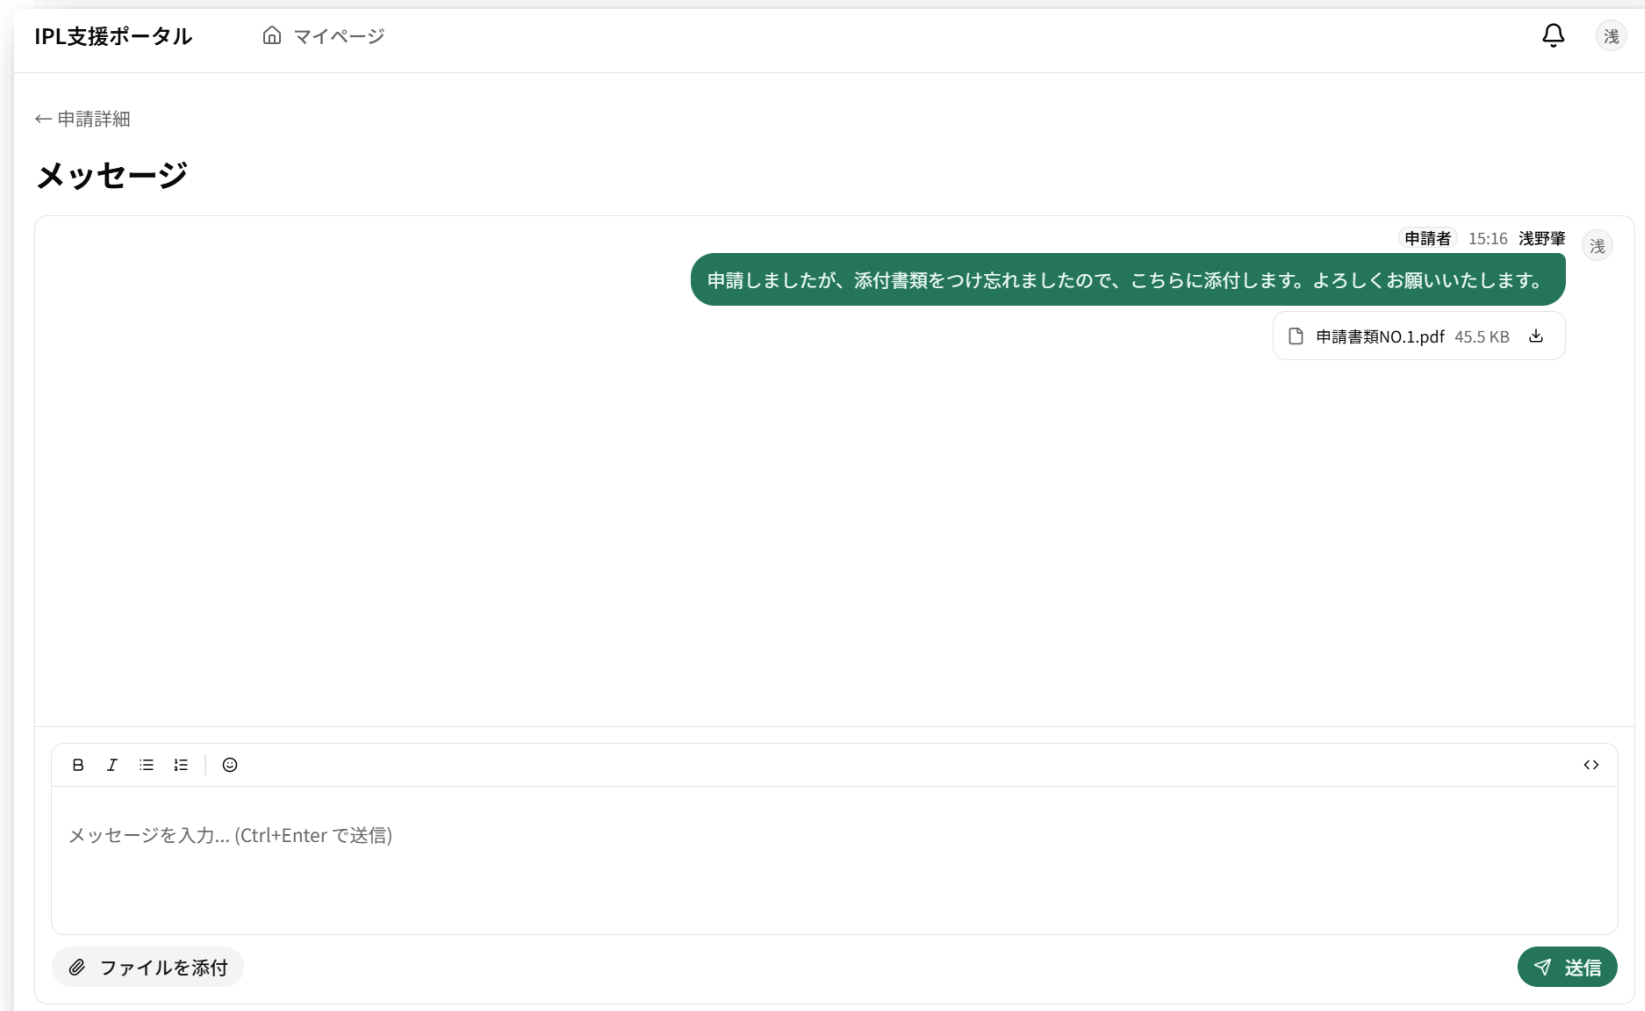 IPL支援ポータル
マイページ
浅
← 申請詳細
メッセージ
申請者 15:16 浅野肇
浅
申請しましたが、添付書類をつけ忘れましたので、こちらに添付します。よろしくお願いいたします。
申請書類NO.1.pdf 45.5 KB
B I
メッセージを入力... (Ctrl+Enter で送信)
ファイルを添付
送信